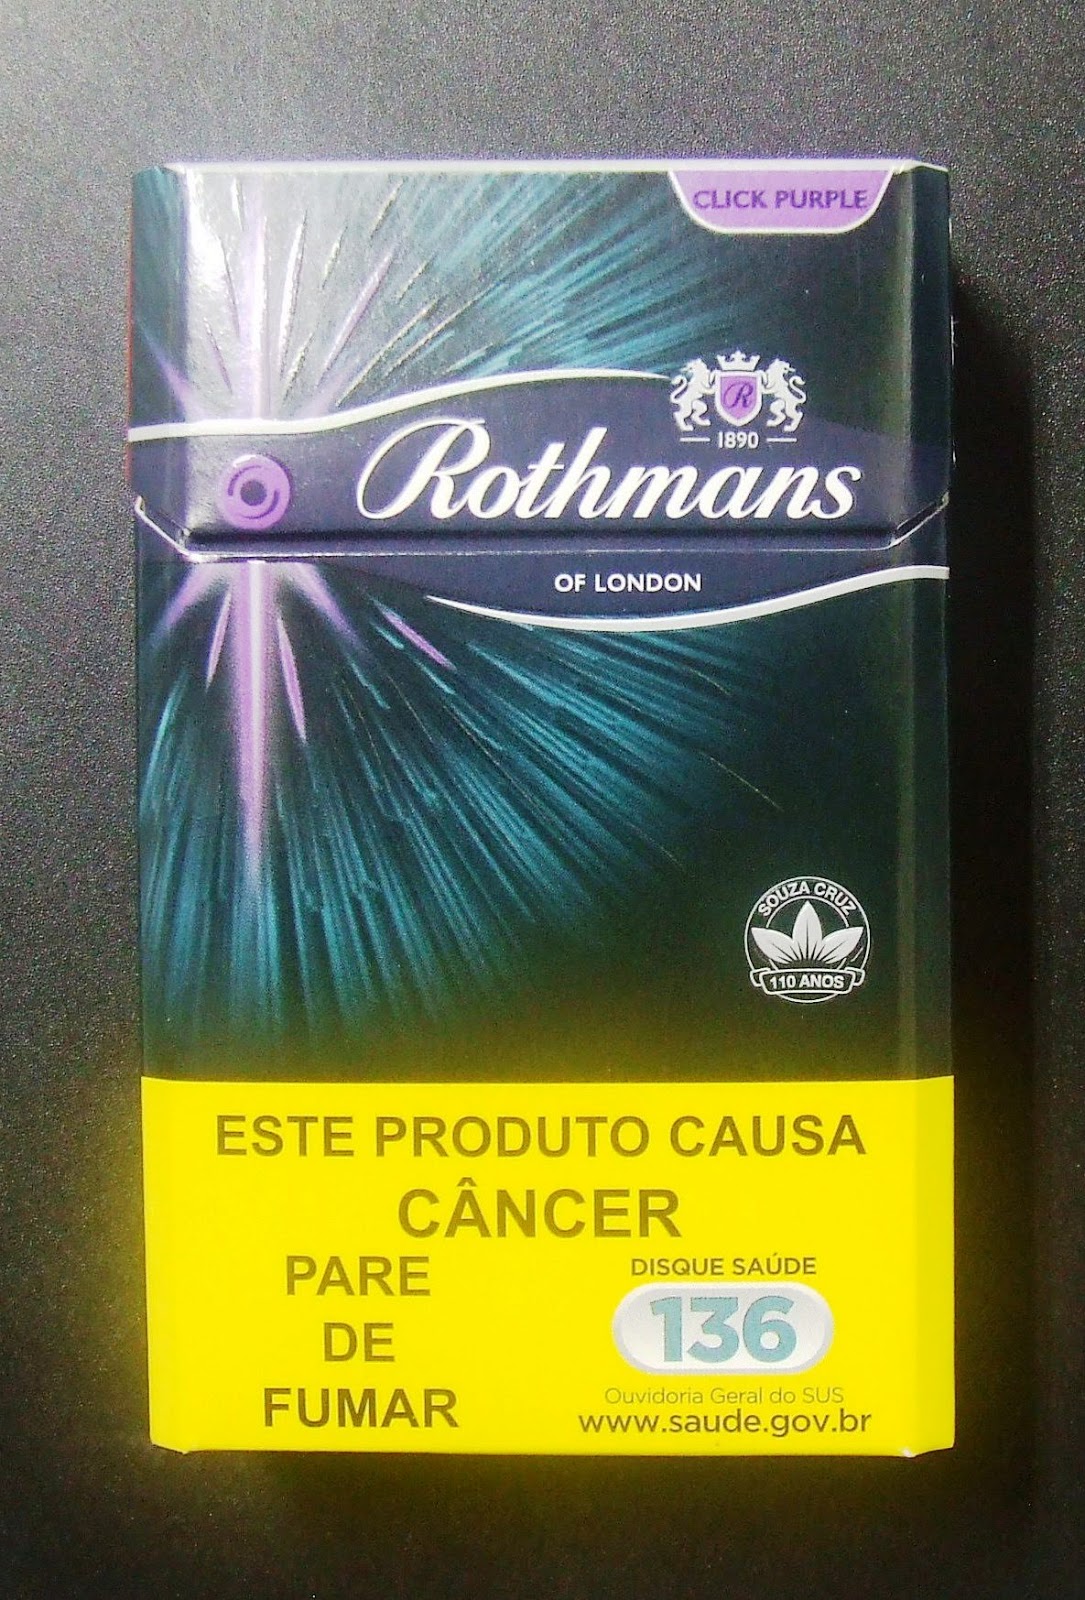 CLICK PURPLE
R
1890
Rothmans
OF LONDON
SOUZA CRUZ
110 ANOS
ESTE PRODUTO CAUSA
CÂNCER
PARE
DE
FUMAR
DISQUE SAÚDE
136
Ouvidoria Geral do SUS
www.saude.gov.br